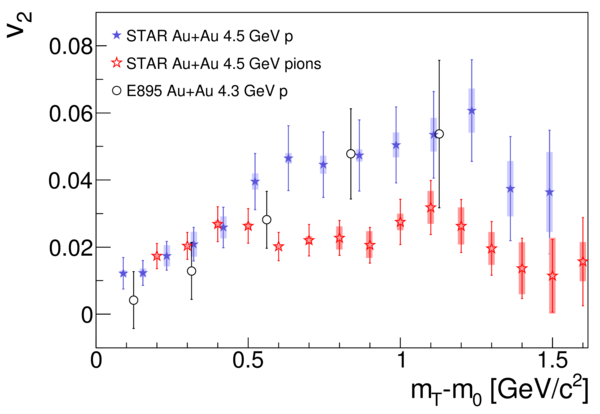 v₂
0.08
0.06
0.04
0.02
0
STAR Au+Au 4.5 GeV p
STAR Au+Au 4.5 GeV pions
E895 Au+Au 4.3 GeV p
0 0.5 1 1.5
m_T-m₀ [GeV/c²]